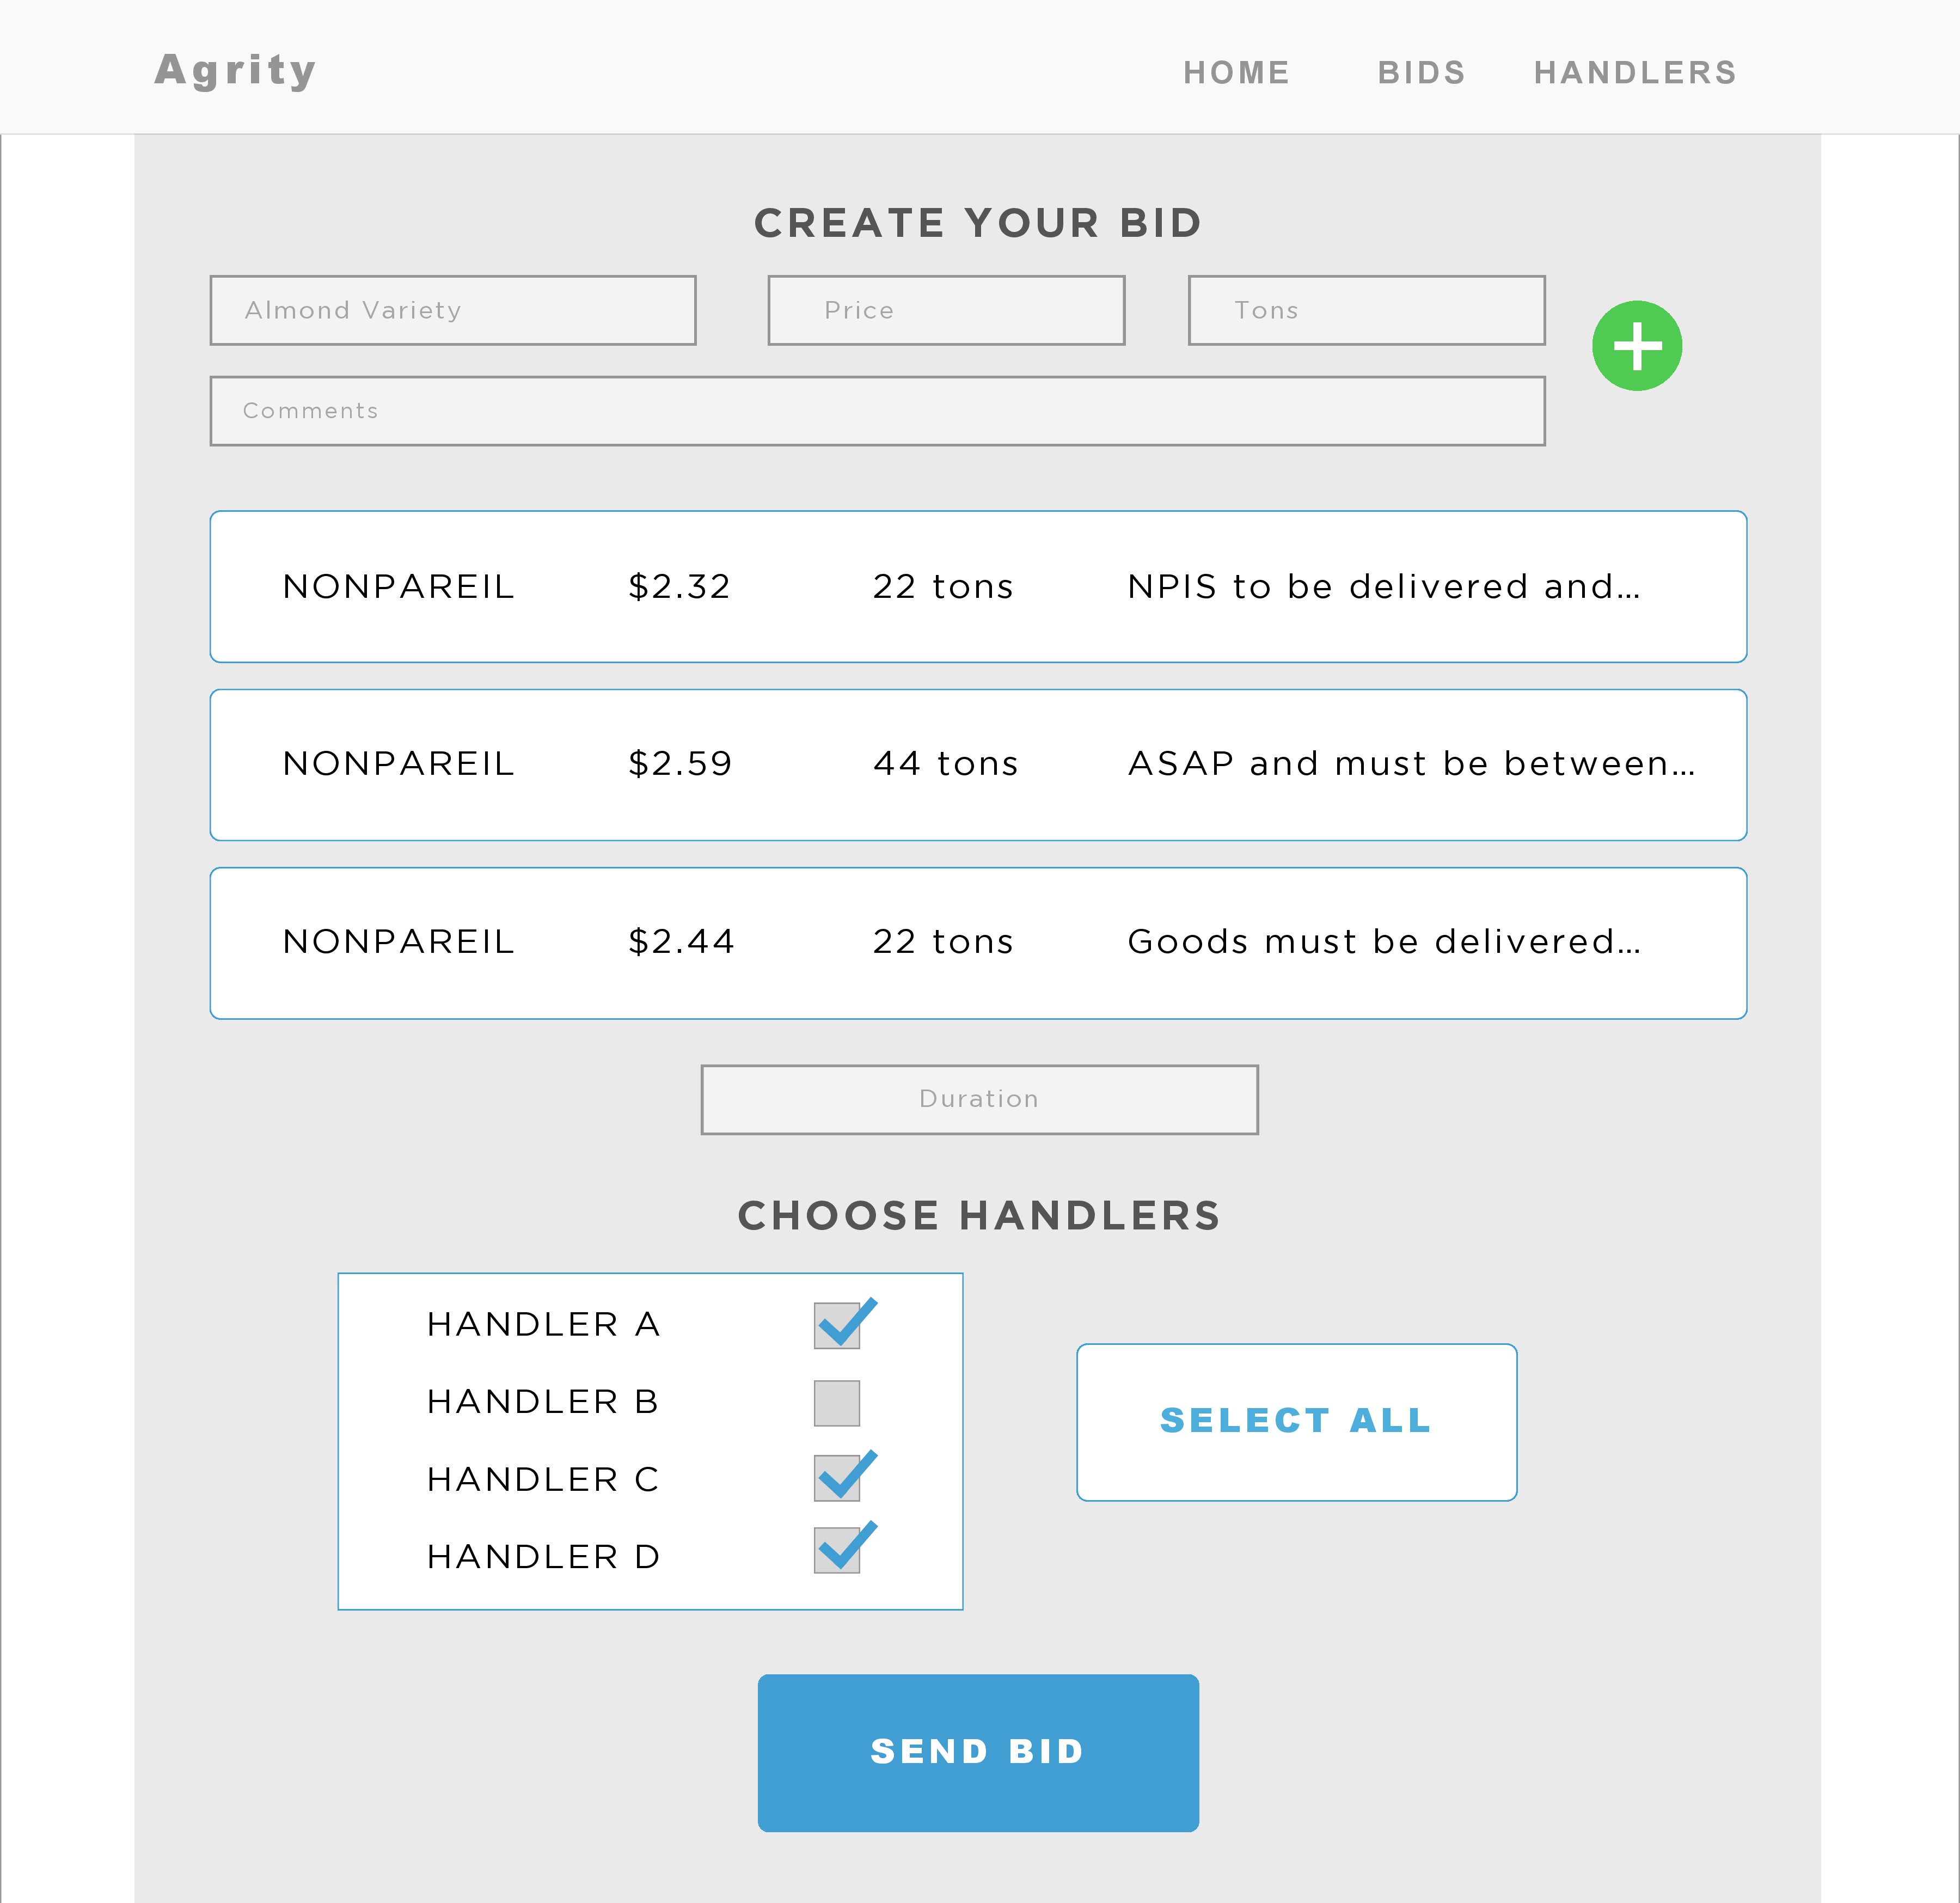 Agrity HOME BIDS HANDLERS
CREATE YOUR BID
Almond Variety Price Tons
Comments
NONPAREIL $2.32 22 tons NPIS to be delivered and...
NONPAREIL $2.59 44 tons ASAP and must be between...
NONPAREIL $2.44 22 tons Goods must be delivered...
Duration
CHOOSE HANDLERS
HANDLER A
HANDLER B
HANDLER C
HANDLER D
SELECT ALL
SEND BID